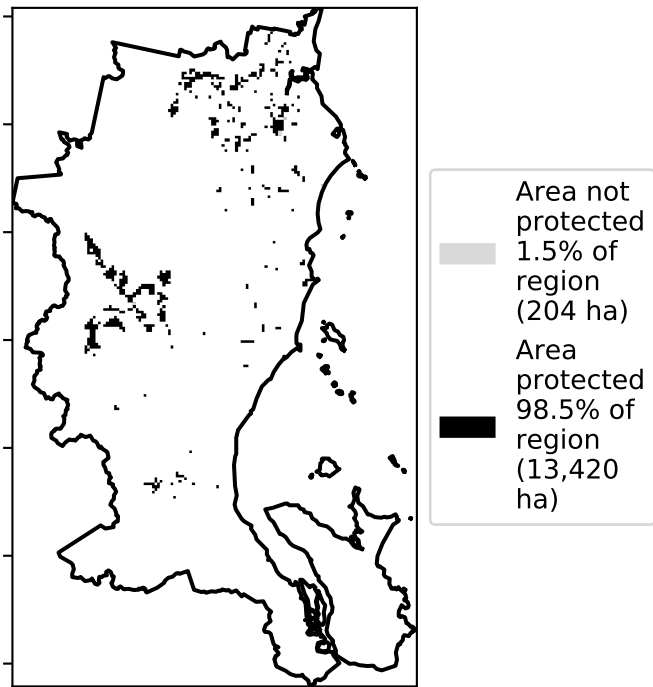 Area not
protected
1.5% of
region
(204 ha)
Area
protected
98.5% of
region
(13,420
ha)